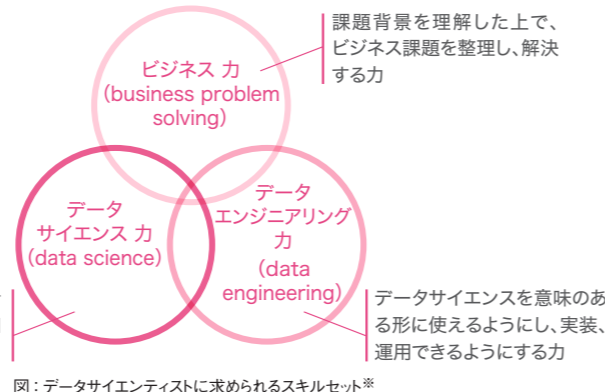 課題背景を理解した上で、
ビジネス課題を整理し、解決
する力
ビジネス 力
(business problem
solving)
データ
サイエンス 力
(data science)
データ
エンジニアリング
力
(data
engineering)
データサイエンスを意味のあ
る形に使えるようにし、実装、
運用できるようにする力
図：データサイエンティストに求められるスキルセット※